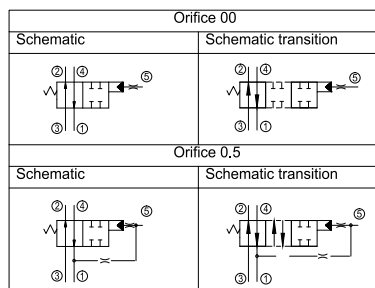 Orifice 00
Schematic Schematic transition
② ④ ⑤ ② ④ ⑤
③ ① ③ ①
Orifice 0.5
Schematic Schematic transition
② ④ ⑤ ② ④ ⑤
③ ① ③ ①